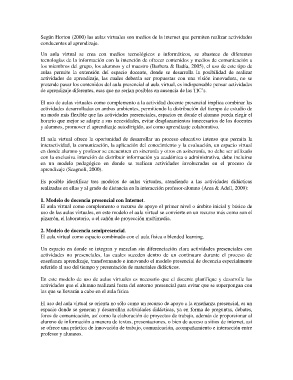 Según Horton (2000) las aulas virtuales son medios de la internet que permiten realizar actividades
conducentes al aprendizaje.
Un aula virtual se crea con medios tecnológicos e informáticos, se abastece de diferentes
tecnologías de la información con la intención de ofrecer contenidos y medios de comunicación a
los miembros del grupo, los alumnos y el maestro (Barbera & Badia, 2005), el uso de este tipo de
aulas permite la extensión del espacio docente, donde se desarrolla la posibilidad de realizar
actividades de aprendizaje, las cuales deberán ser propuestas con una visión innovadora, no se
pretende pasar los contenidos del aula presencial al aula virtual, es indispensable pensar actividades
de aprendizaje diferentes, esas que no serían posibles en ausencia de las TIC's.
El uso de aulas virtuales como complemento a la actividad docente presencial implica combinar las
actividades desarrolladas en ambos ambientes, permitiendo la distribución de tiempo de estudio de
un modo más flexible que las actividades presenciales, espacios en donde el alumno pueda elegir el
horario que mejor se adapte a sus necesidades, evitar desplazamientos innecesarios de los docentes
y alumnos, promover el aprendizaje autodirigido, así como aprendizaje colaborativo.
El aula virtual ofrece la oportunidad de desarrollar un proceso educativo intenso que permita la
interactividad, la comunicación, la aplicación del conocimiento y la evaluación, un espacio virtual
en donde alumno y profesor se encuentran en sincronía y otros en asincronía, no debe ser utilizado
con la exclusiva intención de distribuir información ya académica o administrativa, debe incluirse
en un modelo pedagógico en donde se realicen actividades involucradas en el proceso de
aprendizaje (Scagnoli, 2000).
Es posible identificar tres modelos de aulas virtuales, atendiendo a las actividades didácticas
realizadas en ellas y al grado de distancia en la interacción profesor-alumno (Area & Adell, 2009):
1. Modelo de docencia presencial con Internet.
El aula virtual como complemento o recurso de apoyo el primer nivel o ámbito inicial y básico de
uso de las aulas virtuales, en este modelo el aula virtual se convierte en un recurso más como son el
pizarrón, el laboratorio, o el cañón de proyección multimedia.
2. Modelo de docencia semipresencial.
El aula virtual como espacio combinado con el aula física o blended learning.
Un espacio en donde se integran y mezclan sin diferenciación clara actividades presenciales con
actividades no presenciales, las cuales suceden dentro de un continuum durante el proceso de
enseñanza aprendizaje, transformando e innovando el modelo presencial de docencia especialmente
referido al uso del tiempo y presentación de materiales didácticos.
En este modelo de uso de aulas virtuales es necesario que el docente planifique y desarrolle las
actividades que el alumno realizará fuera del entorno presencial para evitar que se superpongan con
las que se llevarán a cabo en el aula física
El uso del aula virtual se orienta no sólo como un recurso de apoyo a la enseñanza presencial, es un
espacio donde se generan y desarrollan actividades didácticas, ya en forma de preguntas, debates,
foros de comunicación, así como la elaboración de proyectos de trabajo, además de proporcionar al
alumno de información a manera de textos, presentaciones, o bien de acceso a sitios de internet, así
se ofrece una práctica de innovación de trabajo, comunicación, acompañamiento e interacción entre
profesor y alumnos.